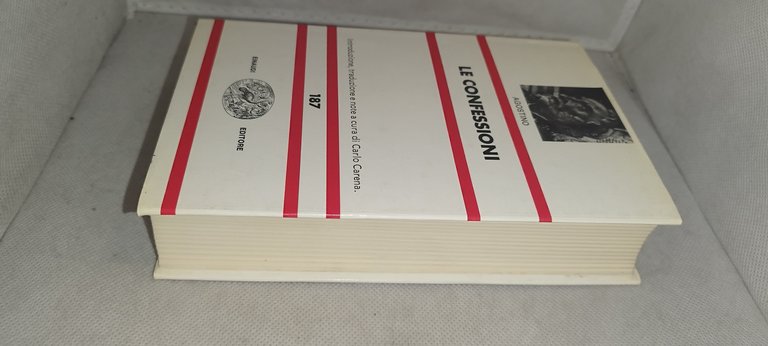 AGOSTINO
LE CONFESSIONI
Introduzione, traduzione e note a cura di Carlo Carena.
187
EINAUDI
EDITORE